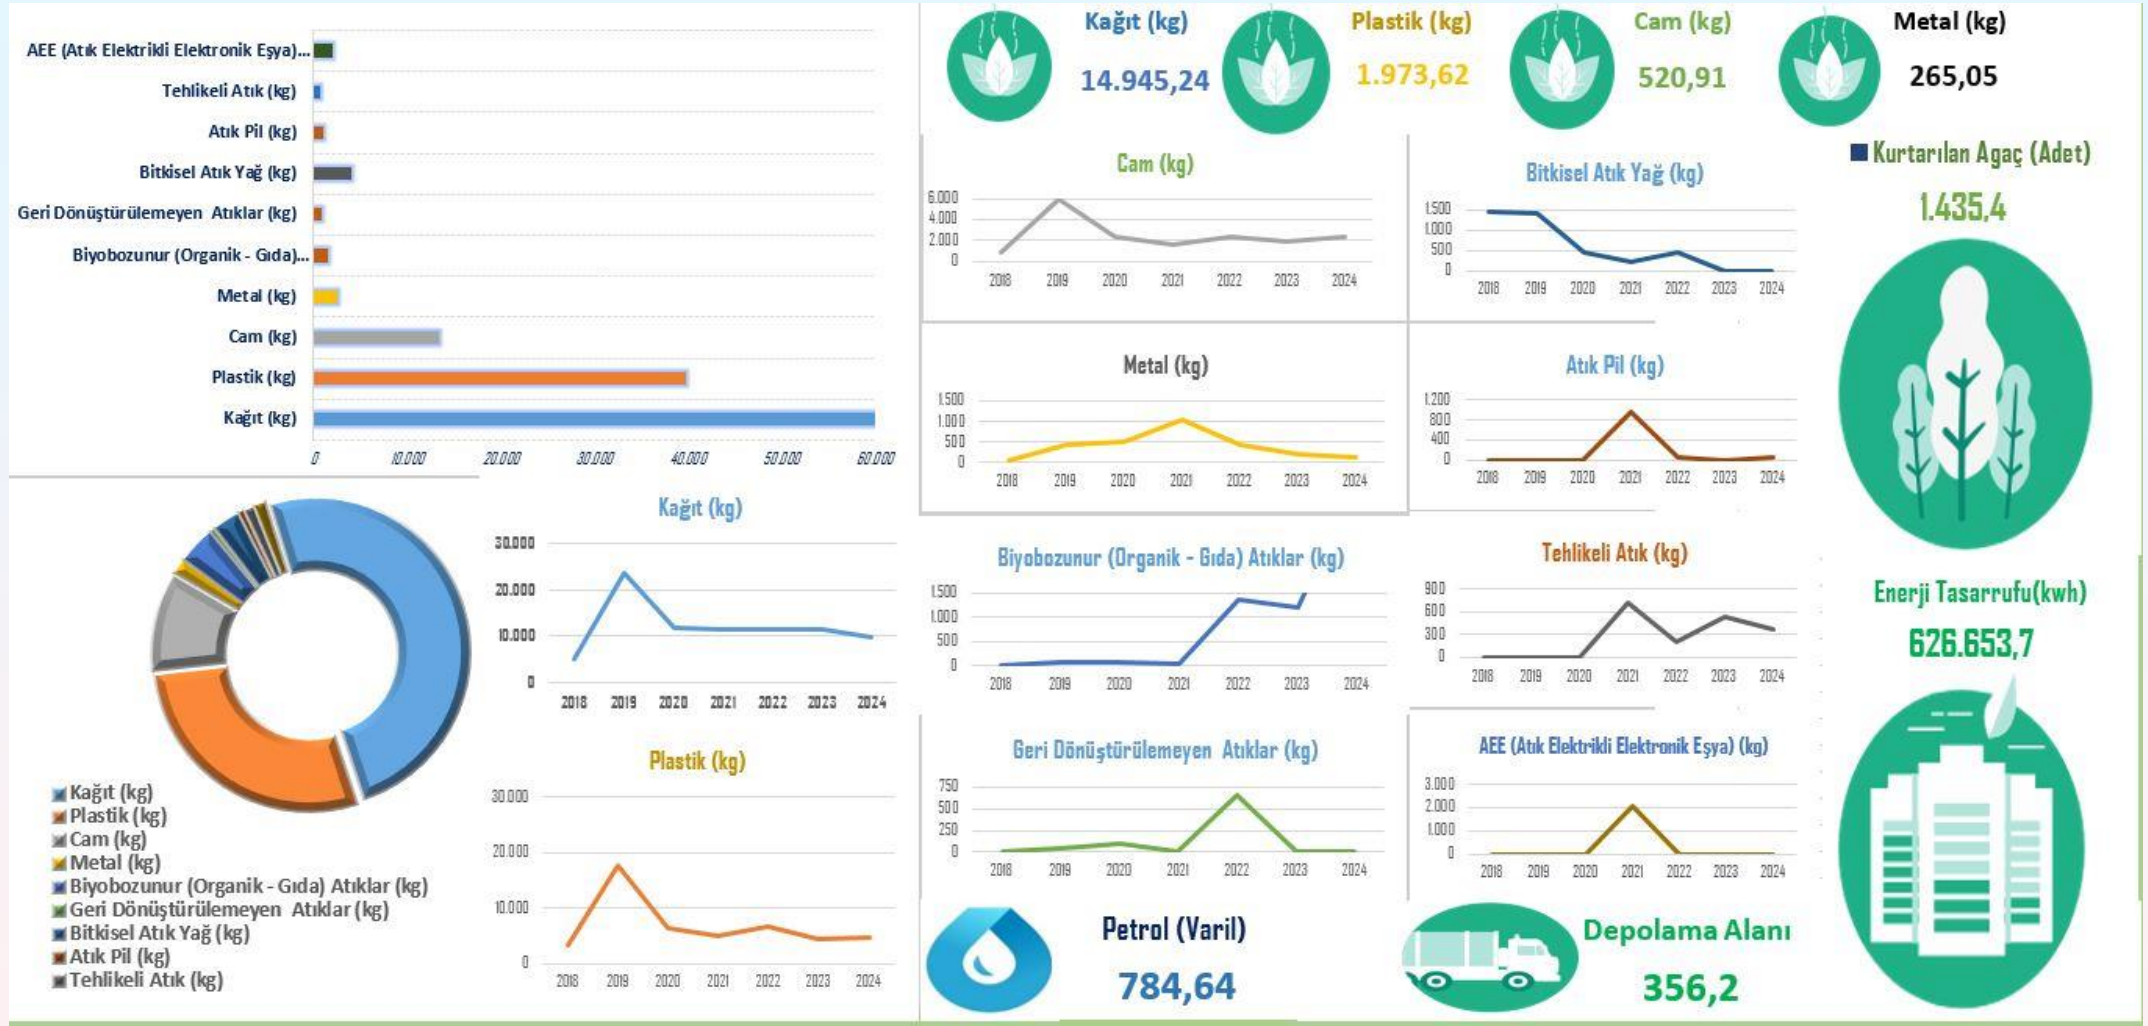 AEE (Atık Elektrikli Elektronik Eşya)...
Tehlikeli Atık (kg)
Atık Pil (kg)
Bitkisel Atık Yağ (kg)
Geri Dönüştürülemeyen Atıklar (kg)
Biyobozunur (Organik - Gıda)...
Metal (kg)
Cam (kg)
Plastik (kg)
Kağıt (kg)
0 10.000 20.000 30.000 40.000 50.000 60.000
Kağıt (kg)
Plastik (kg)
Cam (kg)
Metal (kg)
Biyobozunur (Organik - Gıda) Atıklar (kg)
Geri Dönüştürülemeyen Atıklar (kg)
Bitkisel Atık Yağ (kg)
Atık Pil (kg)
Tehlikeli Atık (kg)
Kağıt (kg)
30.000
20.000
10.000
0
2018 2019 2020 2021 2022 2023 2024
Plastik (kg)
30.000
20.000
10.000
0
2018 2019 2020 2021 2022 2023 2024
Kağıt (kg)
14.945,24
Plastik (kg)
1.973,62
Cam (kg)
520,91
Metal (kg)
265,05
Cam (kg)
6.000
4.000
2.000
0
2018 2019 2020 2021 2022 2023 2024
Bitkisel Atık Yağ (kg)
1.500
1.000
500
0
2018 2019 2020 2021 2022 2023 2024
Metal (kg)
1.500
1.000
500
0
2018 2019 2020 2021 2022 2023 2024
Atık Pil (kg)
1.200
800
400
0
2018 2019 2020 2021 2022 2023 2024
Biyobozunur (Organik - Gıda) Atıklar (kg)
1.500
1.000
500
0
2018 2019 2020 2021 2022 2023 2024
Tehlikeli Atık (kg)
900
600
300
0
2018 2019 2020 2021 2022 2023 2024
Geri Dönüştürülemeyen Atıklar (kg)
750
500
250
0
2018 2019 2020 2021 2022 2023 2024
AEE (Atık Elektrikli Elektronik Eşya) (kg)
3.000
2.000
1.000
0
2018 2019 2020 2021 2022 2023 2024
Petrol (Varil)
784,64
Depolama Alanı
356,2
Kurtarılan Agaç (Adet)
1.435,4
Enerji Tasarrufu(kwh)
626.653,7